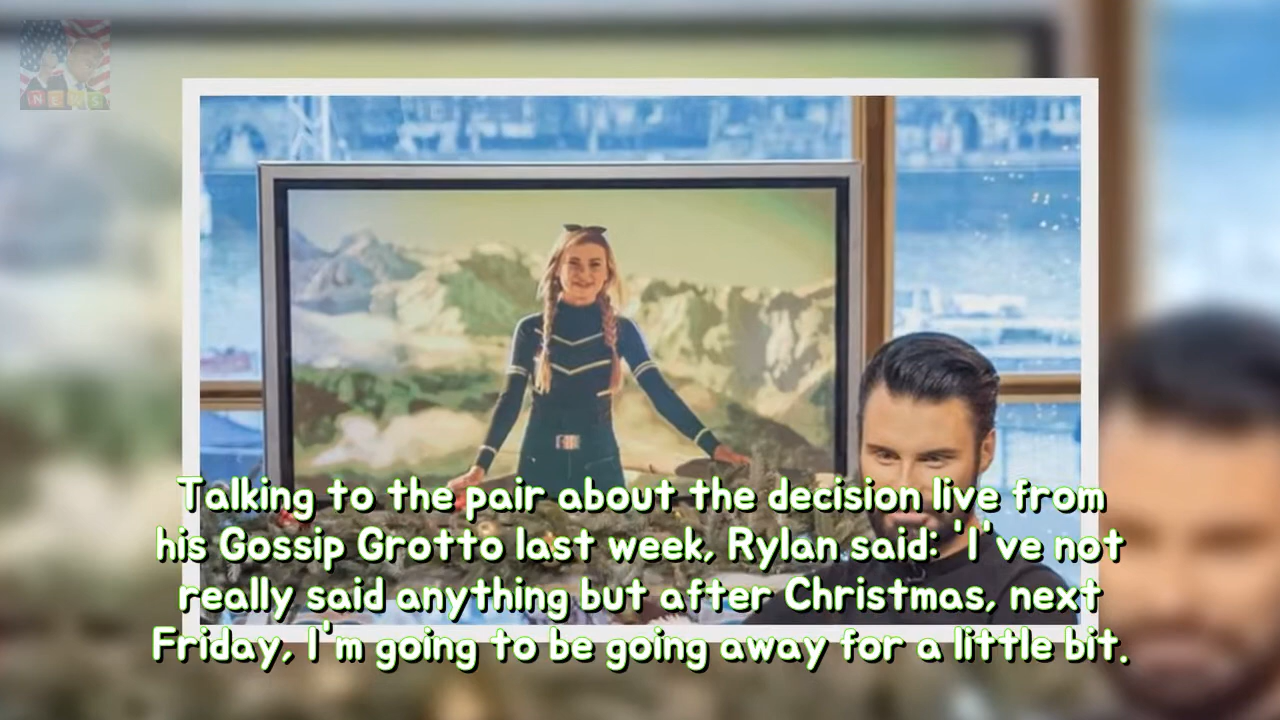 NEWS
Talking to the pair about the decision live from
his Gossip Grotto last week, Rylan said: 'I've not
really said anything but after Christmas, next
Friday, I'm going to be going away for a little bit.